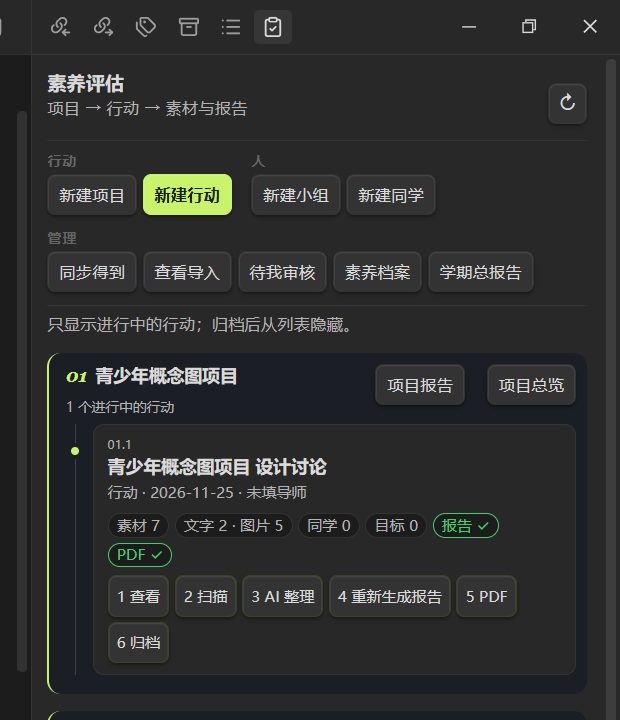 素养评估
项目 → 行动 → 素材与报告
行动 人
新建项目 新建行动 新建小组 新建同学
管理
同步得到 查看导入 待我审核 素养档案 学期总报告
只显示进行中的行动；归档后从列表隐藏。
01 青少年概念图项目 项目报告 项目总览
1 个进行中的行动
01.1
青少年概念图项目 设计讨论
行动 · 2026-11-25 · 未填导师
素材 7 文字 2 · 图片 5 同学 0 目标 0 报告 ✓
PDF ✓
1 查看 2 扫描 3 AI 整理 4 重新生成报告 5 PDF
6 归档